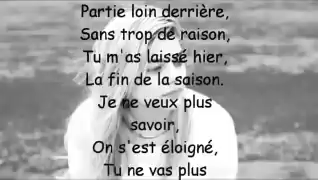 Partie loin derrière,
Sans trop de raison,
Tu m'as laissé hier,
La fin de la saison.
Je ne veux plus
savoir,
On s'est éloigné,
Tu ne vas plus